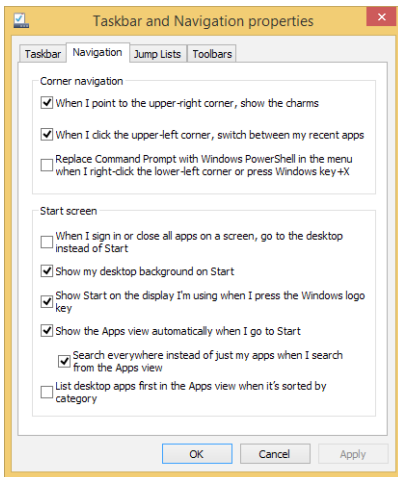 Taskbar and Navigation properties
Taskbar Navigation Jump Lists Toolbars
Corner navigation
When I point to the upper-right corner, show the charms
When I click the upper-left corner, switch between my recent apps
Replace Command Prompt with Windows PowerShell in the menu
when I right-click the lower-left corner or press Windows key+X
Start screen
When I sign in or close all apps on a screen, go to the desktop
instead of Start
Show my desktop background on Start
Show Start on the display I'm using when I press the Windows logo
key
Show the Apps view automatically when I go to Start
Search everywhere instead of just my apps when I search
from the Apps view
List desktop apps first in the Apps view when it's sorted by
category
OK Cancel Apply